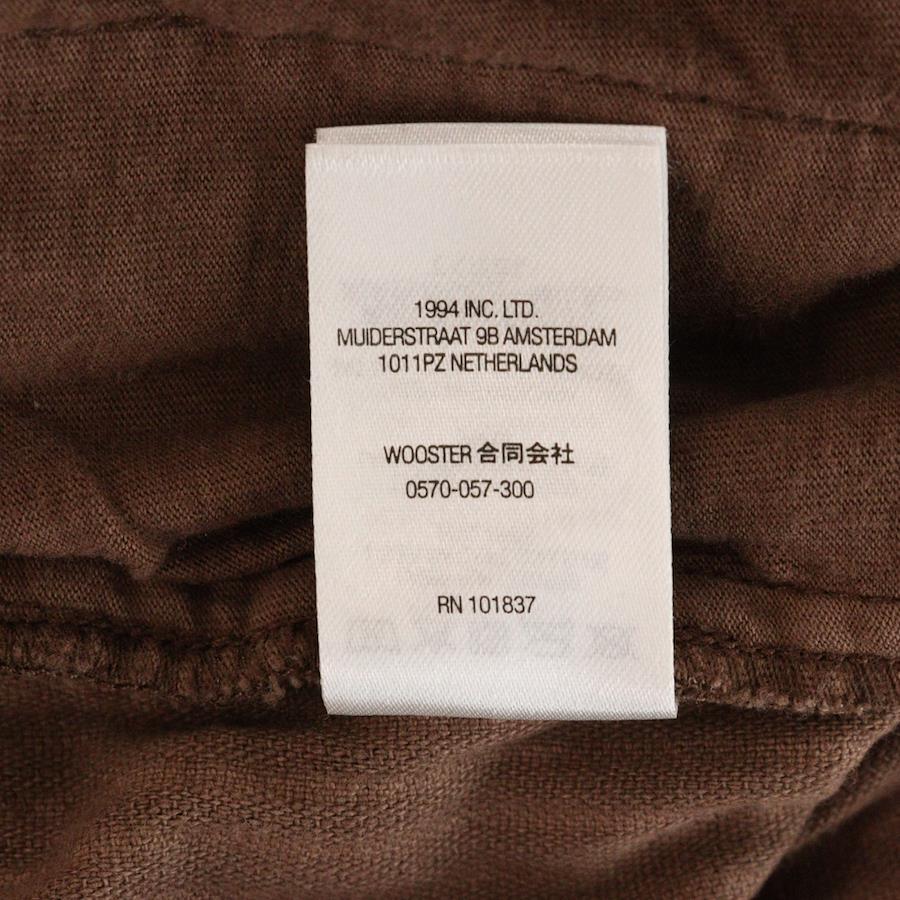 1994 INC. LTD.
MUIDERSTRAAT 9B AMSTERDAM
1011PZ NETHERLANDS
WOOSTER 合同会社
0570-057-300
RN 101837